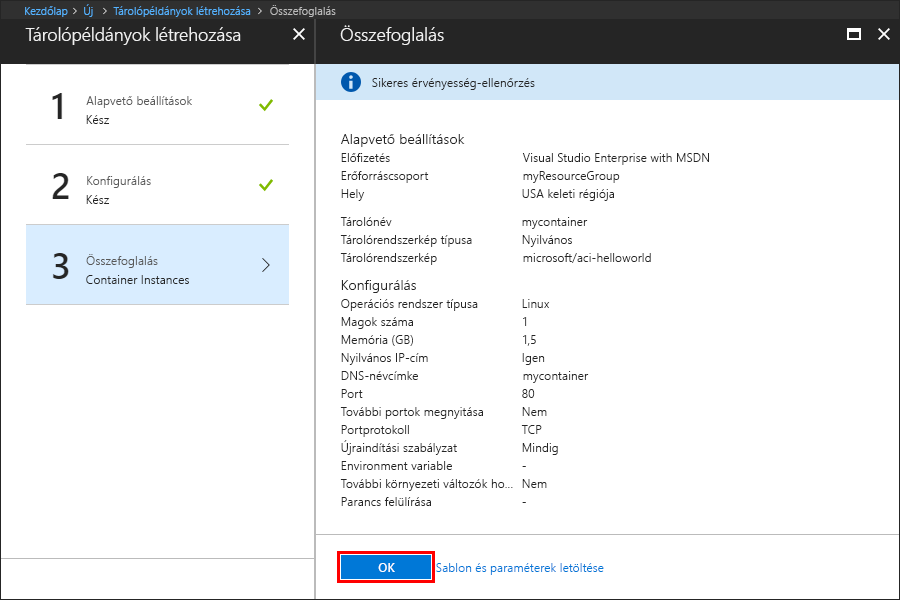 Kezdőlap > Új > Tárolópéldányok létrehozása > Összefoglalás
Tárolópéldányok létrehozása
1
Alapvető beállítások
Kész
2
Konfigurálás
Kész
3
Összefoglalás
Container Instances
Összefoglalás
Sikeres érvényesség-ellenőrzés
Alapvető beállítások
Előfizetés Visual Studio Enterprise with MSDN
Erőforráscsoport myResourceGroup
Hely USA keleti régiója
Tárolónév mycontainer
Tárolórendszerkép típusa Nyilvános
Tárolórendszerkép microsoft/aci-helloworld
Konfigurálás
Operációs rendszer típusa Linux
Magok száma 1
Memória (GB) 1,5
Nyilvános IP-cím Igen
DNS-névcímke mycontainer
Port 80
További portok megnyitása Nem
Portprotokoll TCP
Újraindítási szabályzat Mindig
Environment variable -
További környezeti változók ho... Nem
Parancs felülírása -
OK
Sablon és paraméterek letöltése